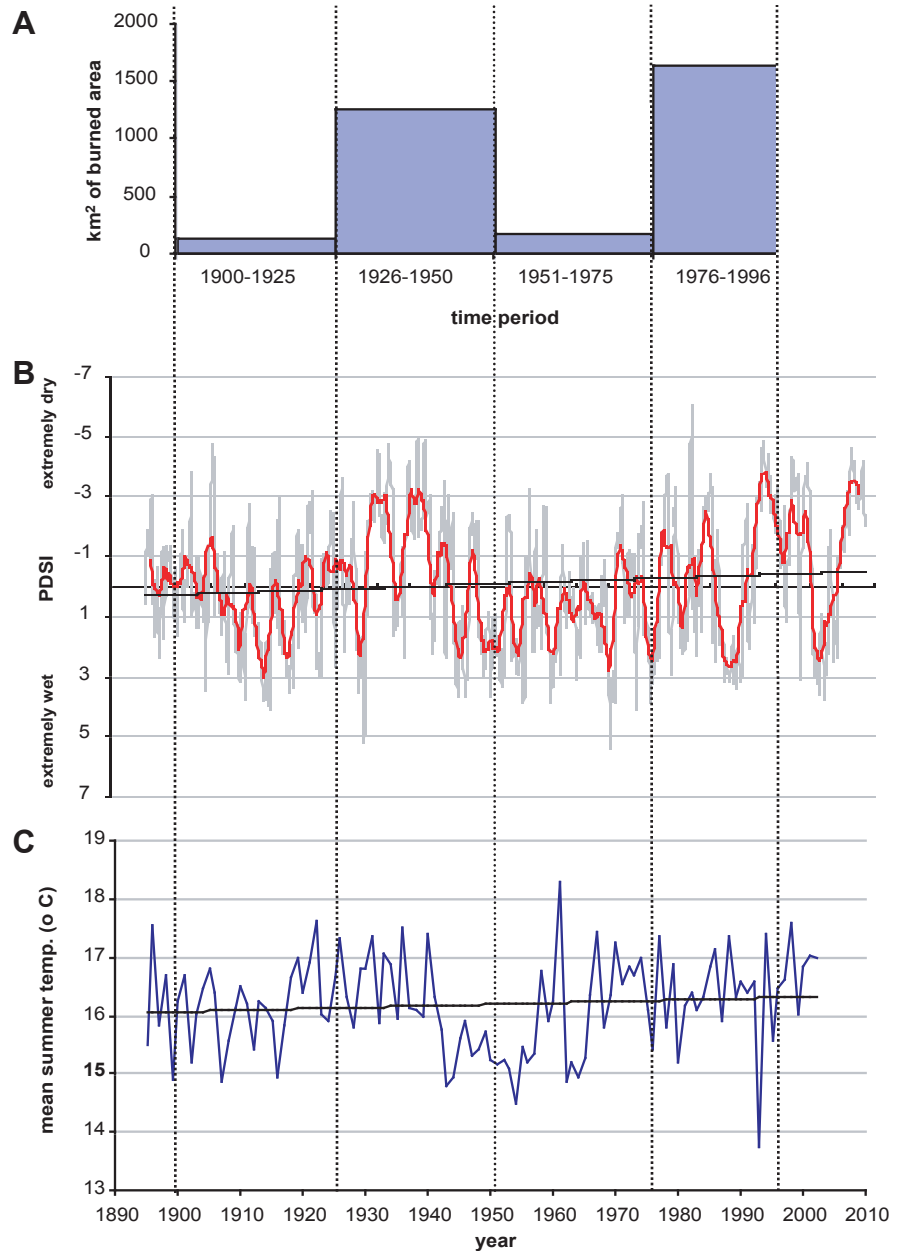 A
km² of burned area
2000
1500
1000
500
0
1900-1925 1926-1950 1951-1975 1976-1996
time period
B
extremely dry
PDSI
extremely wet
-7
-5
-3
-1
1
3
5
7
C
mean summer temp. (o C)
19
18
17
16
15
14
13
1890 1900 1910 1920 1930 1940 1950 1960 1970 1980 1990 2000 2010
year